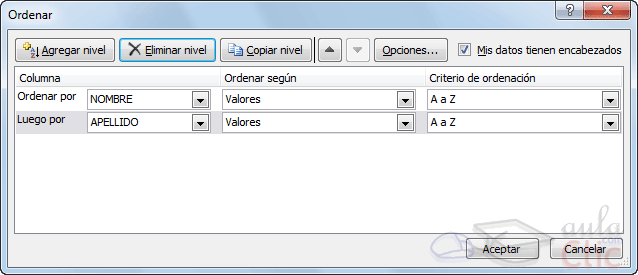 Ordenar
Agregar nivel Eliminar nivel Copiar nivel Opciones... Mis datos tienen encabezados
Columna Ordenar según Criterio de ordenación
Ordenar por NOMBRE Valores A a Z
Luego por APELLIDO Valores A a Z
aula
.com
Clic
Aceptar Cancelar